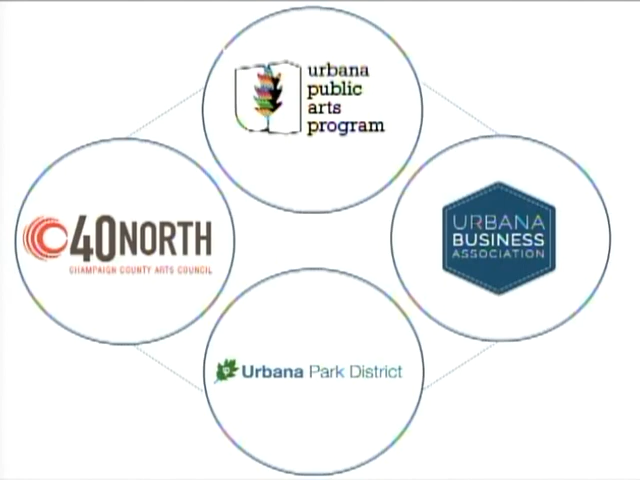 urbana
public
arts
program
40NORTH
CHAMPAIGN COUNTY ARTS COUNCIL
URBANA
BUSINESS
ASSOCIATION
Urbana Park District